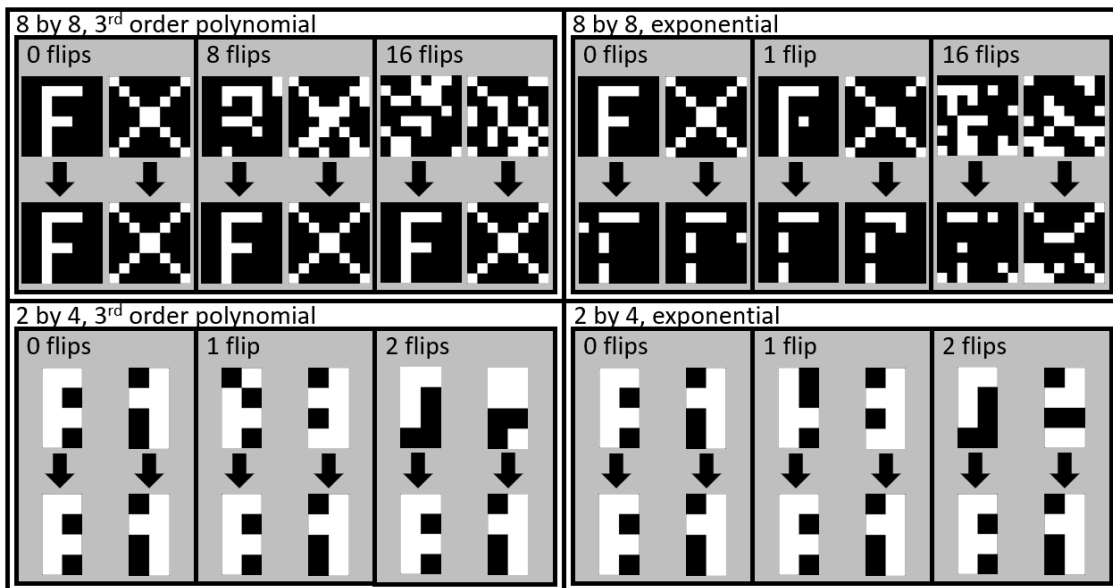 8 by 8, 3rd order polynomial
0 flips
8 flips
16 flips
8 by 8, exponential
0 flips
1 flip
16 flips
2 by 4, 3rd order polynomial
0 flips
1 flip
2 flips
2 by 4, exponential
0 flips
1 flip
2 flips